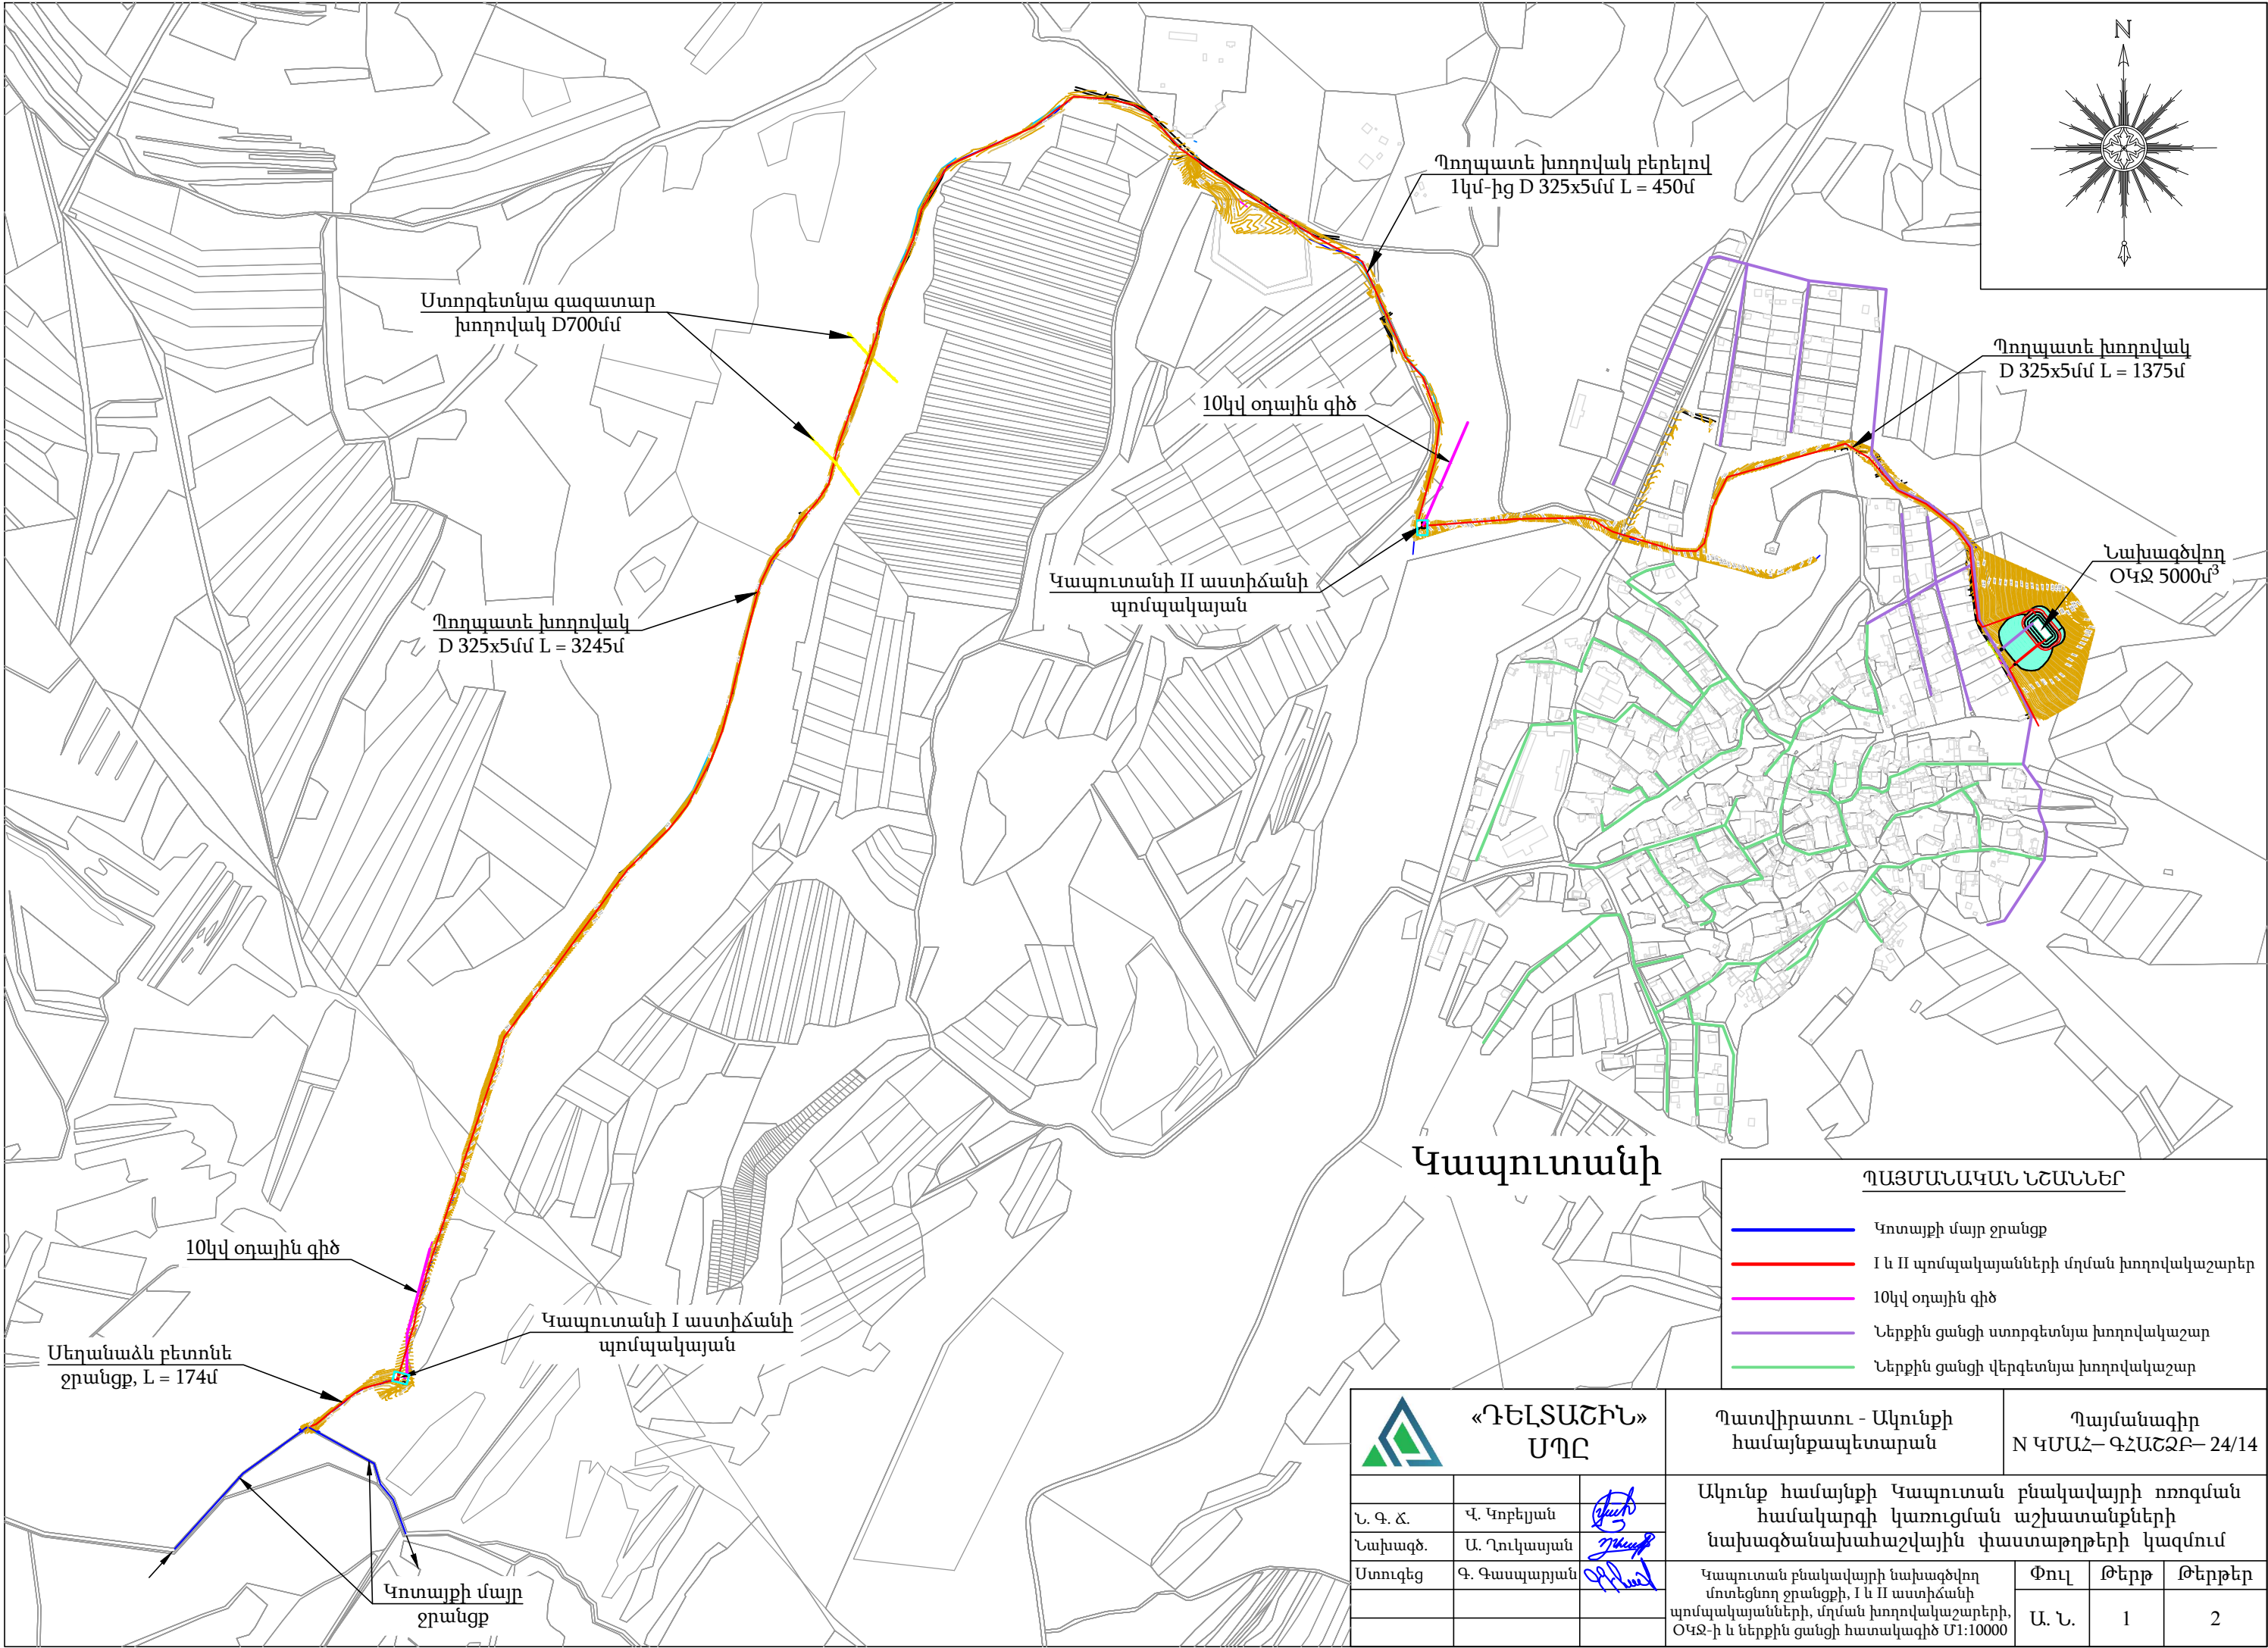 N
Պողպատե խողովակ բերելով
1կմ-ից D 325x5մմ L = 450մ
Ստորգետնյա գազատար
խողովակ D700մմ
Պողպատե խողովակ
D 325x5մմ L = 1375մ
10կվ օդային գիծ
Նախագծվող
ՕԿՋ 5000մ³
Կապուտանի II աստիճանի
պոմպակայան
Պողպատե խողովակ
D 325x5մմ L = 3245մ
Կապուտանի
10կվ օդային գիծ
Կապուտանի I աստիճանի
պոմպակայան
Սեղանաձև բետոնե
ջրանցք, L = 174մ
Կոտայքի մայր
ջրանցք
ՊԱՅՄԱՆԱԿԱՆ ՆՇԱՆՆԵՐ
Կոտայքի մայր ջրանցք
I և II պոմպակայանների մղման խողովակաշարեր
10կվ օդային գիծ
Ներքին ցանցի ստորգետնյա խողովակաշար
Ներքին ցանցի վերգետնյա խողովակաշար
«ԴԵԼՏԱՇԻՆ»
ՍՊԸ
Պատվիրատու - Ակունքի
համայնքապետարան
Պայմանագիր
N ԿՄԱՀ— ԳՀԱՇՁԲ— 24/14
Ն. Գ. Ճ. Վ. Կոբելյան
Նախագծ. Ա. Ղուկասյան
Ստուգեց Գ. Գասպարյան
Ակունք համայնքի Կապուտան բնակավայրի ոռոգման
համակարգի կառուցման աշխատանքների
նախագծանախահաշվային փաստաթղթերի կազմում
Կապուտան բնակավայրի նախագծվող
մոտեցնող ջրանցքի, I և II աստիճանի
պոմպակայանների, մղման խողովակաշարերի,
ՕԿՋ-ի և ներքին ցանցի հատակագիծ Մ1:10000
Փուլ Թերթ Թերթեր
Ա. Ն. 1 2